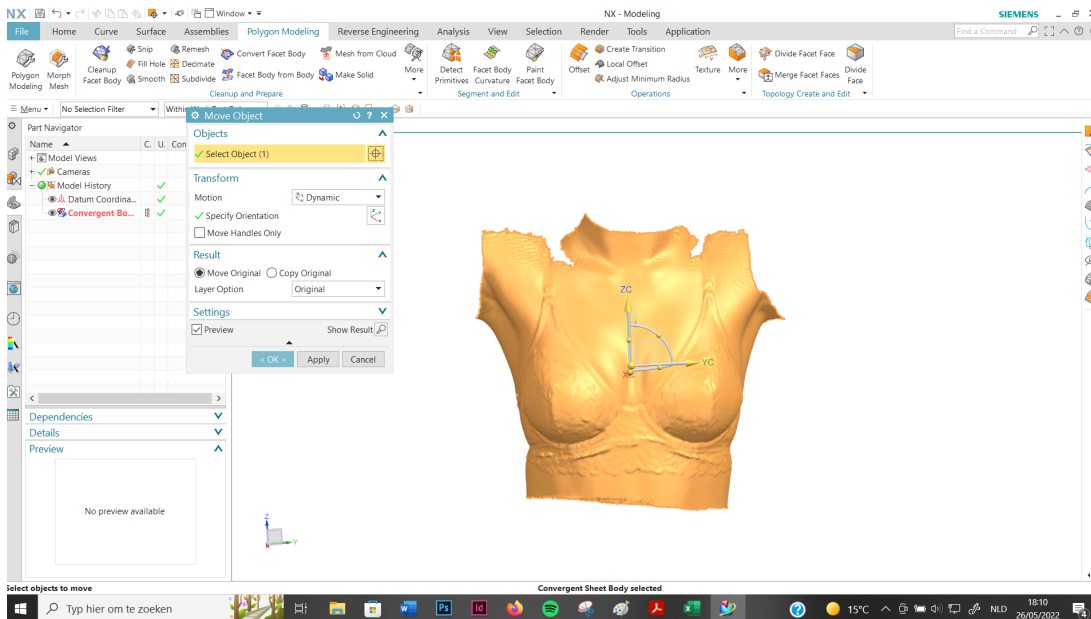 NX Window NX - Modeling SIEMENS
File Home Curve Surface Assemblies Polygon Modeling Reverse Engineering Analysis View Selection Render Tools Application Find a Command
Snip Remesh Convert Facet Body Mesh from Cloud Create Transition Divide Facet Face
Fill Hole Decimate Local Offset
Smooth Subdivide Facet Body from Body Make Solid Adjust Minimum Radius Merge Facet Faces
Polygon Modeling Morph Mesh Cleanup Facet Body More Detect Primitives Facet Body Curvature Paint Facet Body Offset Texture More Divide Face
Cleanup and Prepare Segment and Edit Operations Topology Create and Edit
Menu No Selection Filter
Part Navigator
Name C. U. Con
Model Views
Cameras
Model History
Datum Coordina...
Convergent Bo...
Dependencies
Details
Preview
No preview available
Move Object
Objects
Select Object (1)
Transform
Motion Dynamic
Specify Orientation
Move Handles Only
Result
Move Original Copy Original
Layer Option Original
Settings
Preview Show Result
< OK > Apply Cancel
ZC
YC
XC
Z
Y
Select objects to move Convergent Sheet Body selected
Typ hier om te zoeken Ps Id 15°C NLD 18:10
26/05/2022